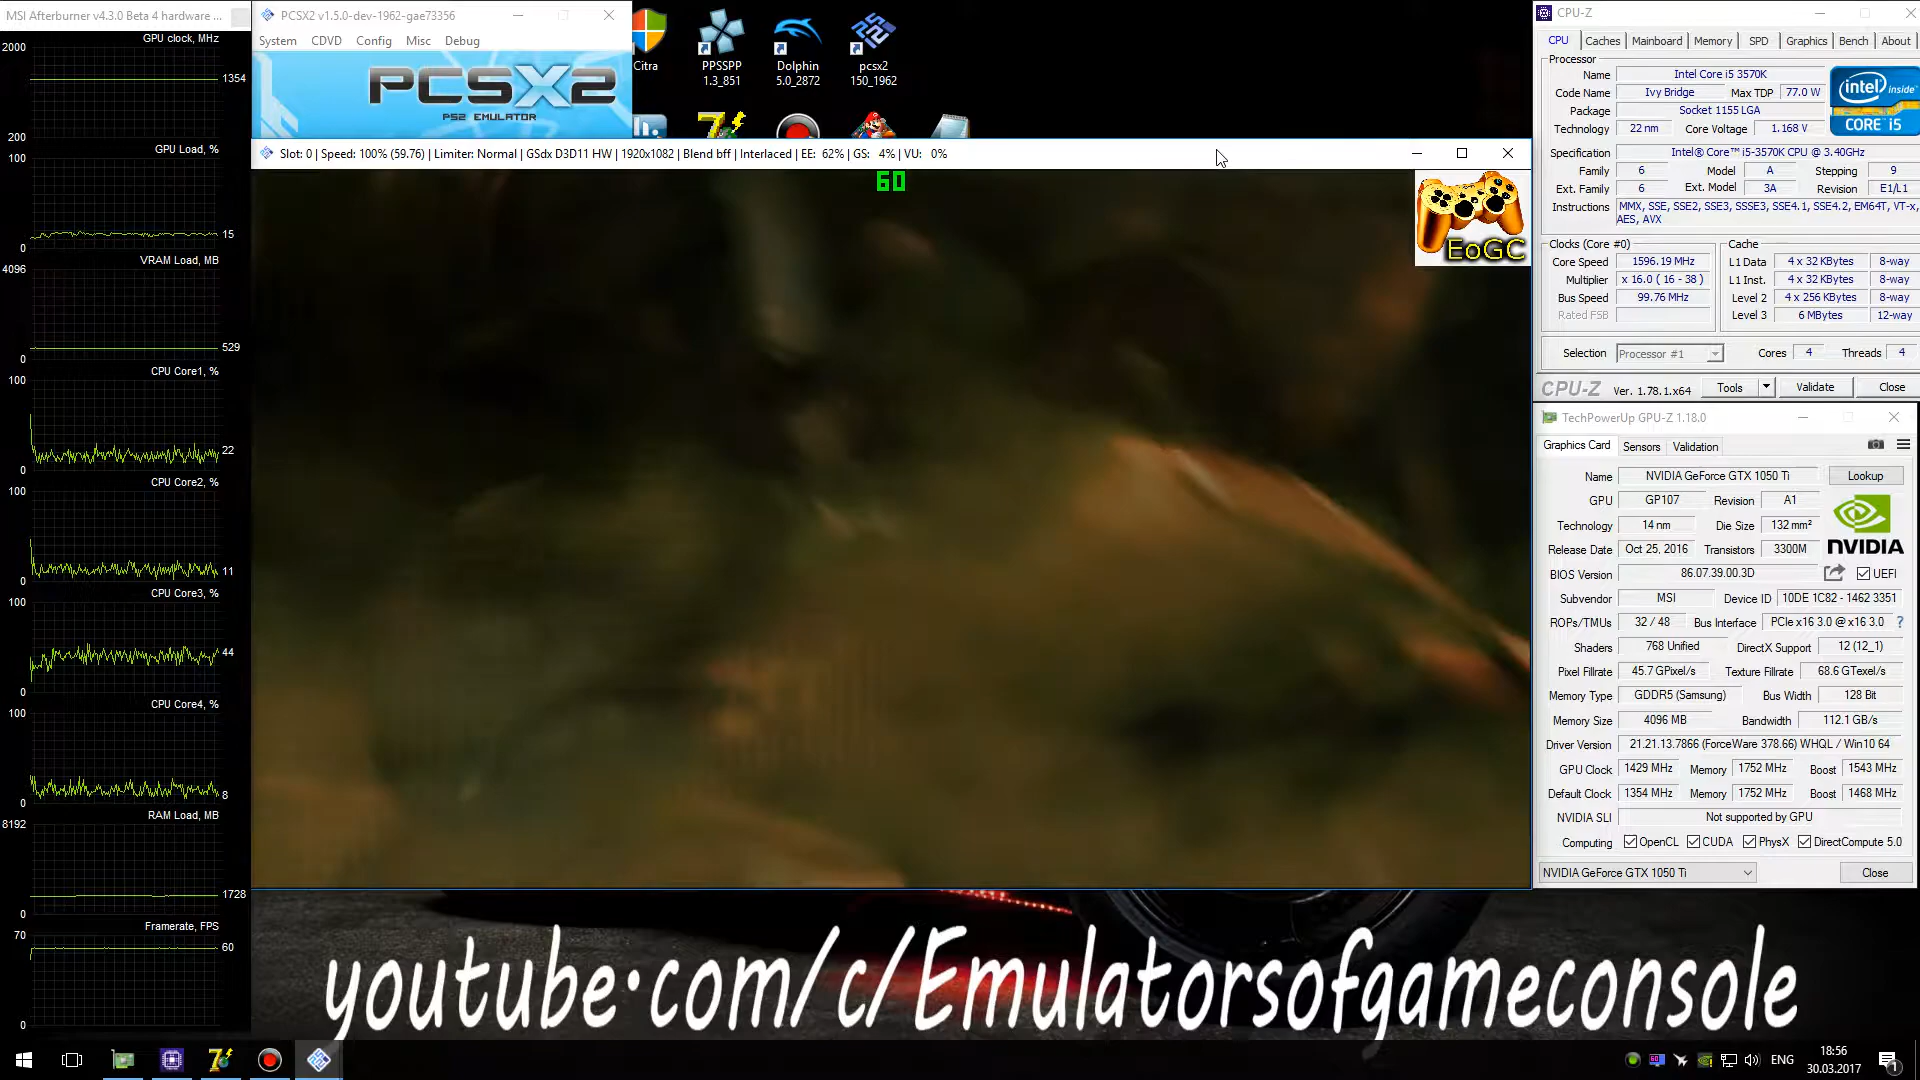 MSI Afterburner v4.3.0 Beta 4 hardware ...
GPU clock, MHz
2000
1354
200
GPU Load, %
100
15
0
VRAM Load, MB
4096
529
0
CPU Core1, %
100
22
0
CPU Core2, %
100
11
0
CPU Core3, %
100
44
0
CPU Core4, %
100
8
0
RAM Load, MB
8192
1728
0
Framerate, FPS
70
60
0
PCSX2 v1.5.0-dev-1962-gae73356
System CDVD Config Misc Debug
PCSX2
PS2 EMULATOR
Citra
PPSSPP
1.3_851
Dolphin
5.0_2872
pcsx2
150_1962
Slot: 0 | Speed: 100% (59.76) | Limiter: Normal | GSdx D3D11 HW | 1920x1082 | Blend bff | Interlaced | EE: 62% | GS: 4% | VU: 0%
60
EoGC
CPU-Z
CPU Caches Mainboard Memory SPD Graphics Bench About
Processor
Name Intel Core i5 3570K
Code Name Ivy Bridge Max TDP 77.0 W
Package Socket 1155 LGA
Technology 22 nm Core Voltage 1.168 V
intel inside
CORE i5
Specification Intel® Core™ i5-3570K CPU @ 3.40GHz
Family 6 Model A Stepping 9
Ext. Family 6 Ext. Model 3A Revision E1/L1
Instructions MMX, SSE, SSE2, SSE3, SSSE3, SSE4.1, SSE4.2, EM64T, VT-x,
AES, AVX
Clocks (Core #0)
Core Speed 1596.19 MHz
Multiplier x 16.0 ( 16 - 38 )
Bus Speed 99.76 MHz
Rated FSB
Cache
L1 Data 4 x 32 KBytes 8-way
L1 Inst. 4 x 32 KBytes 8-way
Level 2 4 x 256 KBytes 8-way
Level 3 6 MBytes 12-way
Selection Processor #1 Cores 4 Threads 4
CPU-Z Ver. 1.78.1.x64 Tools Validate Close
TechPowerUp GPU-Z 1.18.0
Graphics Card Sensors Validation
Name NVIDIA GeForce GTX 1050 Ti Lookup
GPU GP107 Revision A1
Technology 14 nm Die Size 132 mm²
Release Date Oct 25, 2016 Transistors 3300M
NVIDIA
BIOS Version 86.07.39.00.3D UEFI
Subvendor MSI Device ID 10DE 1C82 - 1462 3351
ROPs/TMUs 32 / 48 Bus Interface PCIe x16 3.0 @ x16 3.0 ?
Shaders 768 Unified DirectX Support 12 (12_1)
Pixel Fillrate 45.7 GPixel/s Texture Fillrate 68.6 GTexel/s
Memory Type GDDR5 (Samsung) Bus Width 128 Bit
Memory Size 4096 MB Bandwidth 112.1 GB/s
Driver Version 21.21.13.7866 (ForceWare 378.66) WHQL / Win10 64
GPU Clock 1429 MHz Memory 1752 MHz Boost 1543 MHz
Default Clock 1354 MHz Memory 1752 MHz Boost 1468 MHz
NVIDIA SLI Not supported by GPU
Computing OpenCL CUDA PhysX DirectCompute 5.0
NVIDIA GeForce GTX 1050 Ti Close
youtube.com/c/Emulatorsofgameconsole
ENG
18:56
30.03.2017
1